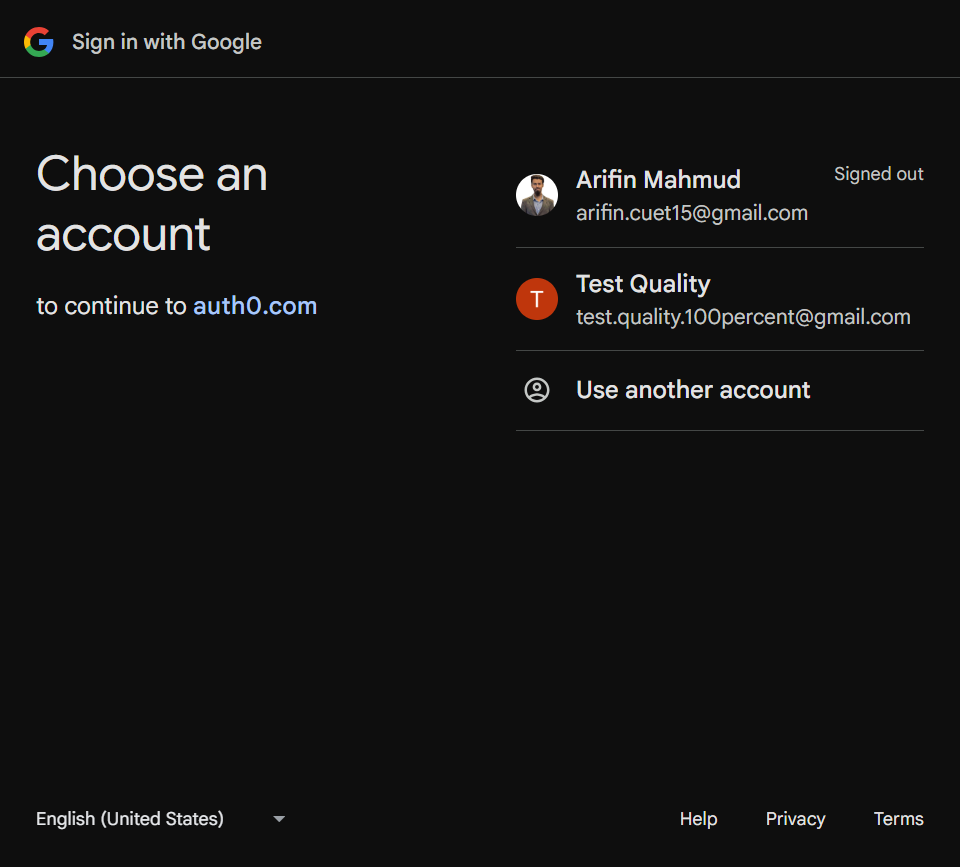 Sign in with Google
Choose an
account
to continue to auth0.com
Arifin Mahmud
Signed out
arifin.cuet15@gmail.com
T
Test Quality
test.quality.100percent@gmail.com
Use another account
English (United States)
Help
Privacy
Terms